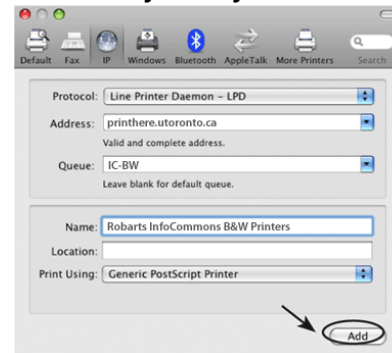 Default Fax IP Windows Bluetooth AppleTalk More Printers Search
Protocol: Line Printer Daemon – LPD
Address: printhere.utoronto.ca
Valid and complete address.
Queue: IC-BW
Leave blank for default queue.
Name: Robarts InfoCommons B&W Printers
Location:
Print Using: Generic PostScript Printer
Add